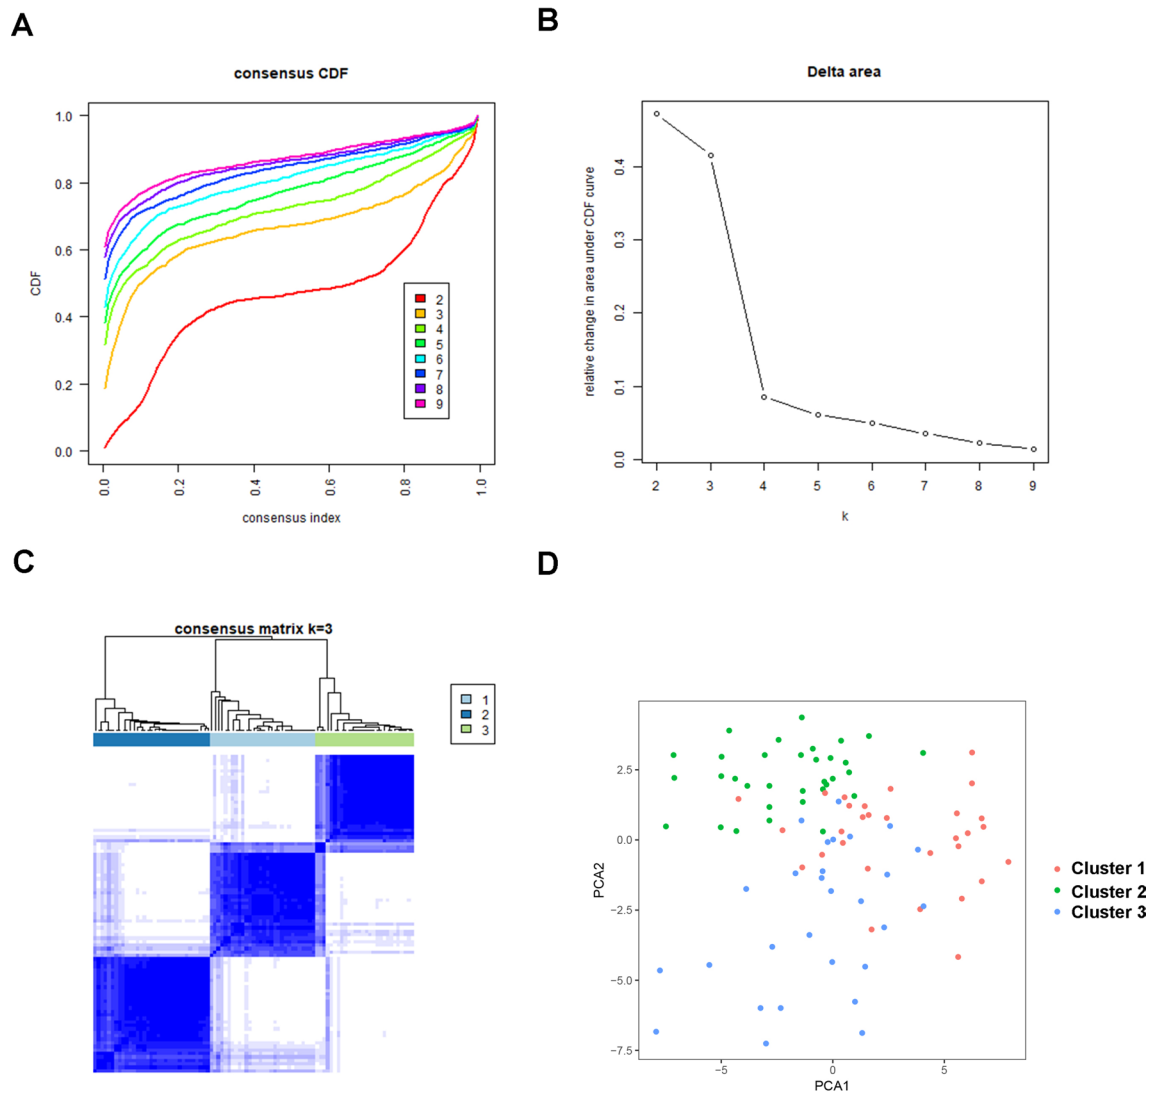 A
consensus CDF
CDF
1.0
0.8
0.6
0.4
0.2
0.0
2
3
4
5
6
7
8
9
0.0 0.2 0.4 0.6 0.8 1.0
consensus index
B
Delta area
relative change in area under CDF curve
0.4
0.3
0.2
0.1
0.0
2 3 4 5 6 7 8 9
k
C
consensus matrix k=3
1
2
3
D
PCA2
2.5
0.0
−2.5
−5.0
−7.5
−5 0 5
PCA1
Cluster 1
Cluster 2
Cluster 3